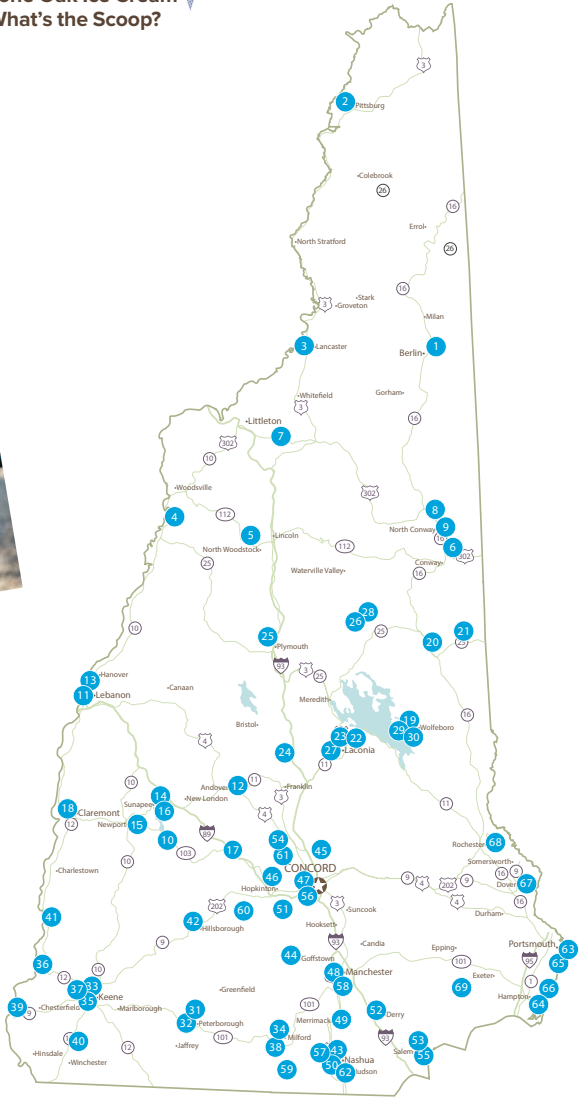 What's the Scoop?
3
2
Pittsburg
Colebrook
26
16
Errol
North Stratford
26
16
Stark
3
Groveton
Milan
3
Lancaster
Berlin
1
Whitefield
Gorham
3
16
Littleton
7
302
10
Woodsville
302
4
112
8
North Conway
9
16
5
Lincoln
112
6
302
North Woodstock
Conway
25
Waterville Valley
16
28
26
10
25
21
25
20
25
Plymouth
93
3
25
13
Hanover
Canaan
Meredith
11
Lebanon
16
19
Bristol
29
Wolfeboro
4
23
22
30
24
27
Laconia
11
10
Andover
12
11
Franklin
14
New London
3
Sunapee
11
18
Claremont
16
4
12
Newport
15
89
10
54
Rochester
68
103
17
61
45
Somersworth
10
CONCORD
16
9
Charlestown
46
47
9
4
202
9
Dover
67
Hopkinton
56
4
16
202
60
51
3
Suncook
41
42
Hillsborough
Durham
Hooksett
9
93
Candia
Epping
Portsmouth
63
44
Goffstown
101
95
65
36
10
48
Manchester
Exeter
12
33
58
69
1
66
37
Keene
Greenfield
Hampton
64
35
101
39
9
Chesterfield
Marlborough
31
52
Derry
Merrimack
49
32
Peterborough
34
40
101
Milford
93
53
Jaffrey
38
57
43
Salem
55
Hinsdale
12
Nashua
Winchester
59
50
62